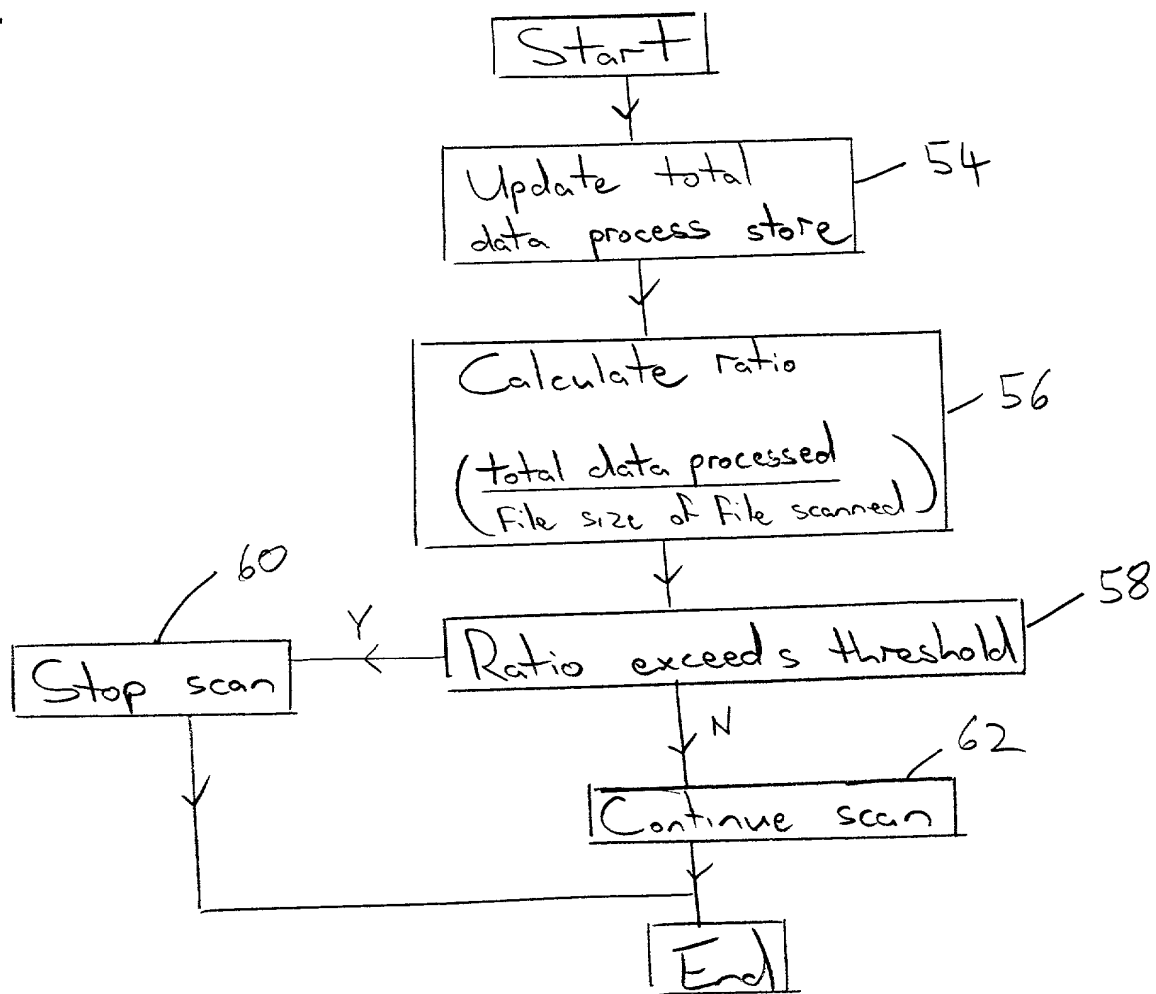 Start
Update total
data process store
54
Calculate ratio
56
(total data processed
File size of File scanned)
60
58
Y
Ratio exceeds threshold
Stop scan
N
62
Continue scan
End